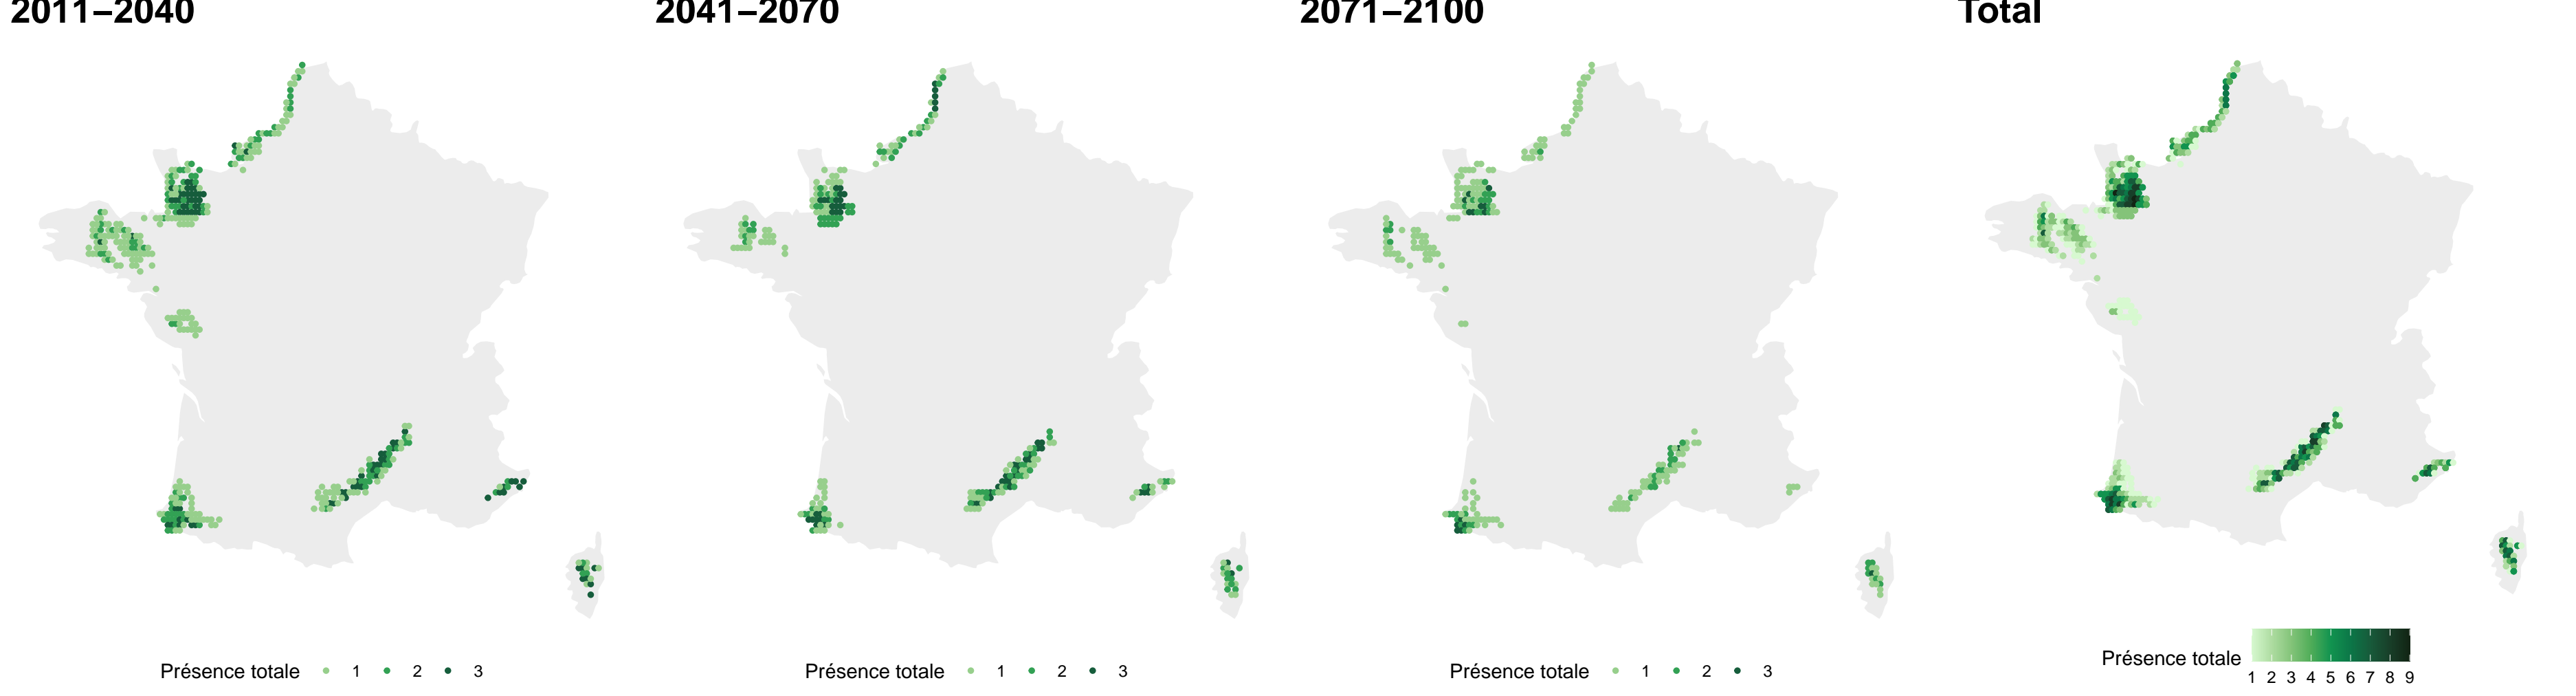 2011–2040
2041–2070
2071–2100
Total
Présence totale 1 2 3
Présence totale 1 2 3
Présence totale 1 2 3
Présence totale
1 2 3 4 5 6 7 8 9